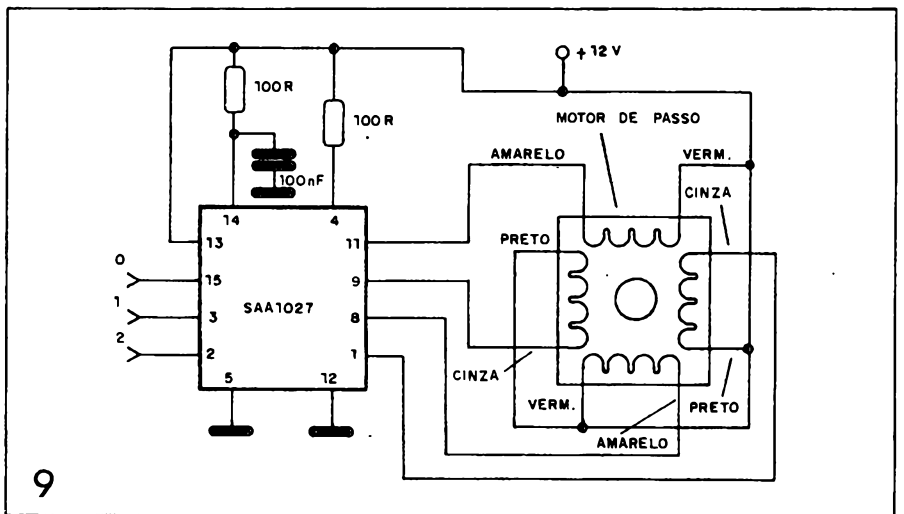 + 12 V
100R
100R
MOTOR DE PASSO
AMARELO
VERM.
100nF
CINZA
14
4
13
11
PRETO
0
15
9
SAA1027
1
3
8
2
2
1
5
12
CINZA
VERM.
PRETO
AMARELO
9